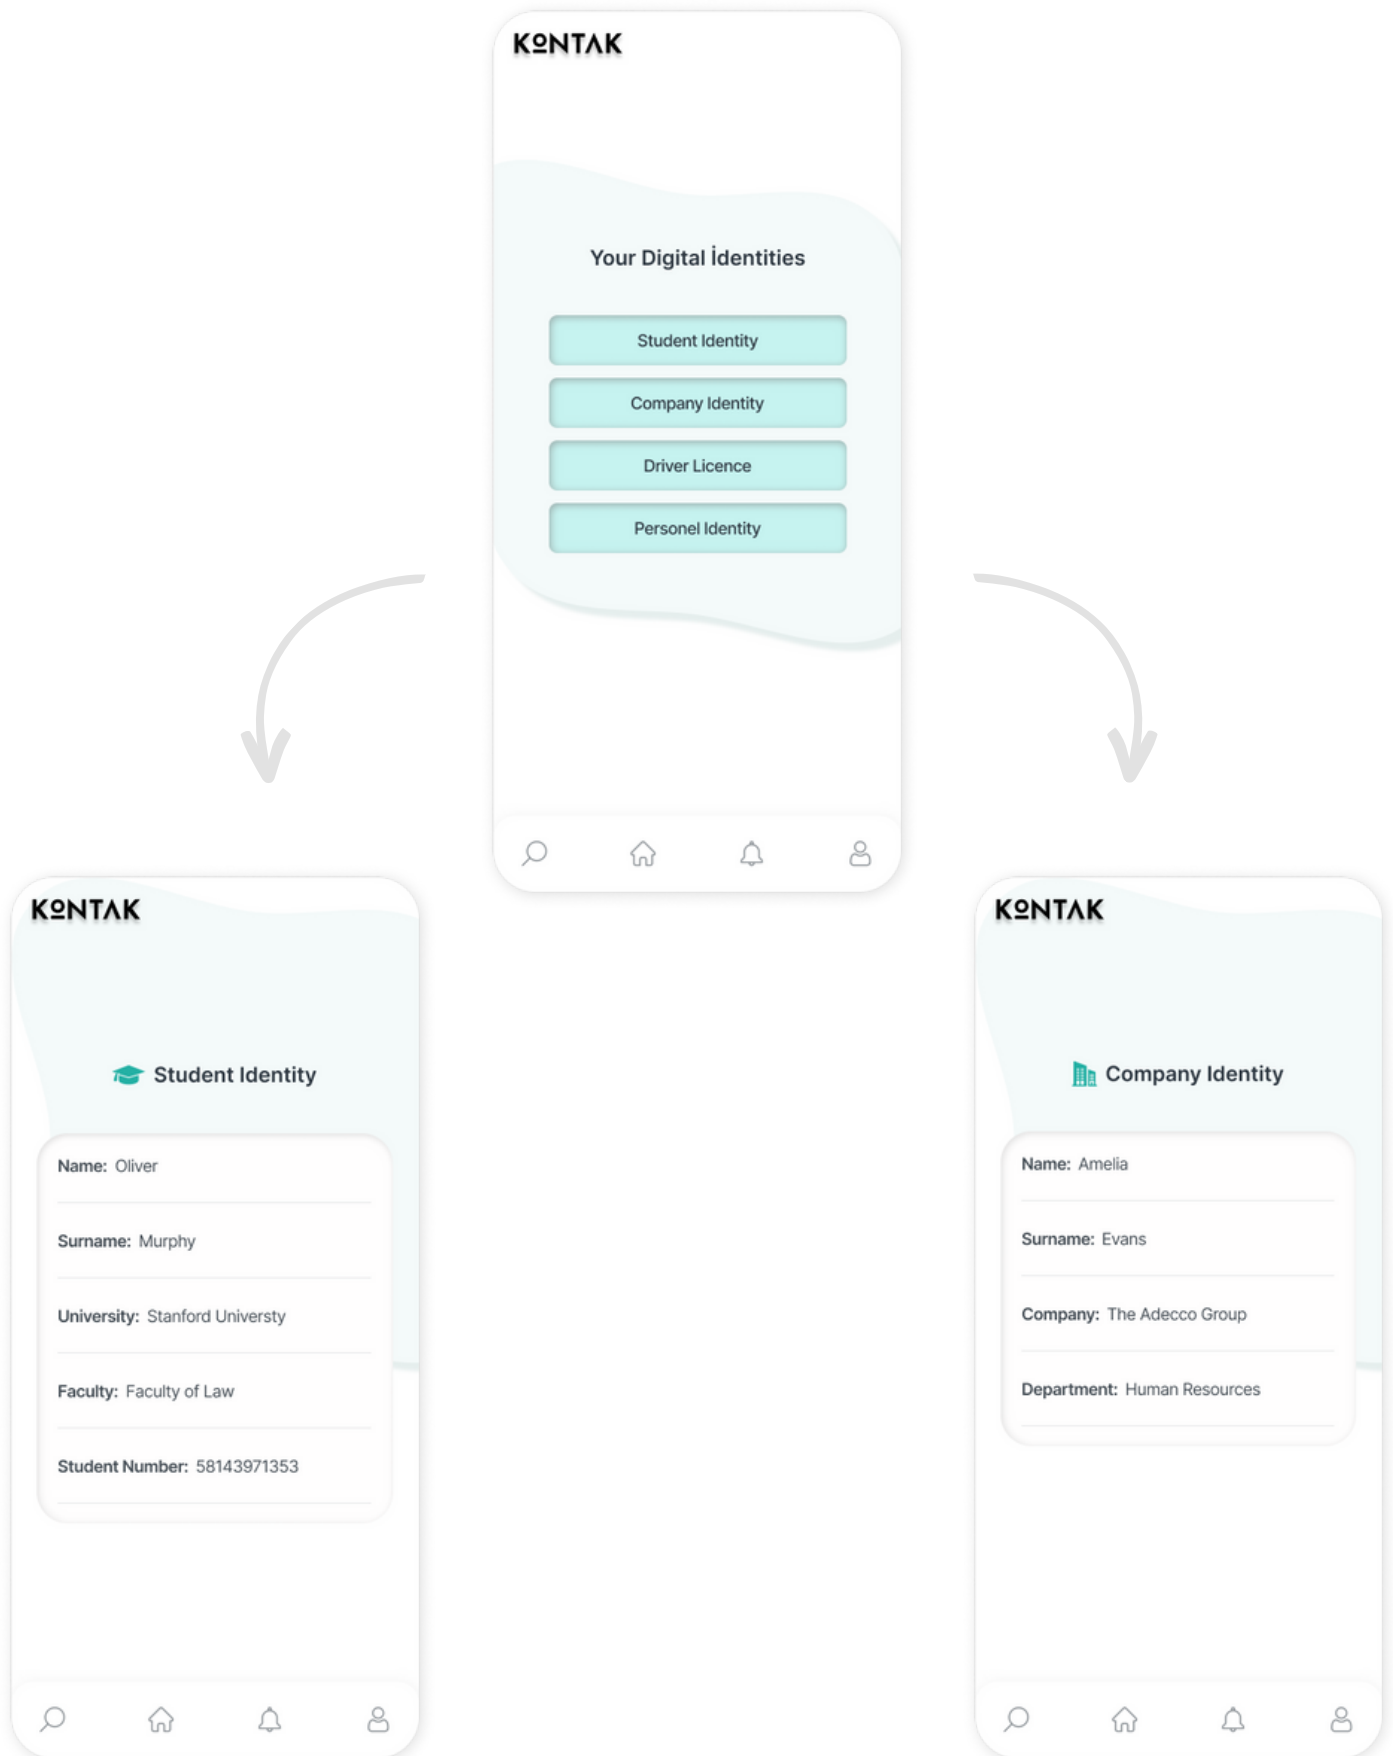 KONTAK
Your Digital İdentities
Student Identity
Company Identity
Driver Licence
Personel Identity
KONTAK
Student Identity
Name: Oliver
Surname: Murphy
University: Stanford Universty
Faculty: Faculty of Law
Student Number: 58143971353
KONTAK
Company Identity
Name: Amelia
Surname: Evans
Company: The Adecco Group
Department: Human Resources